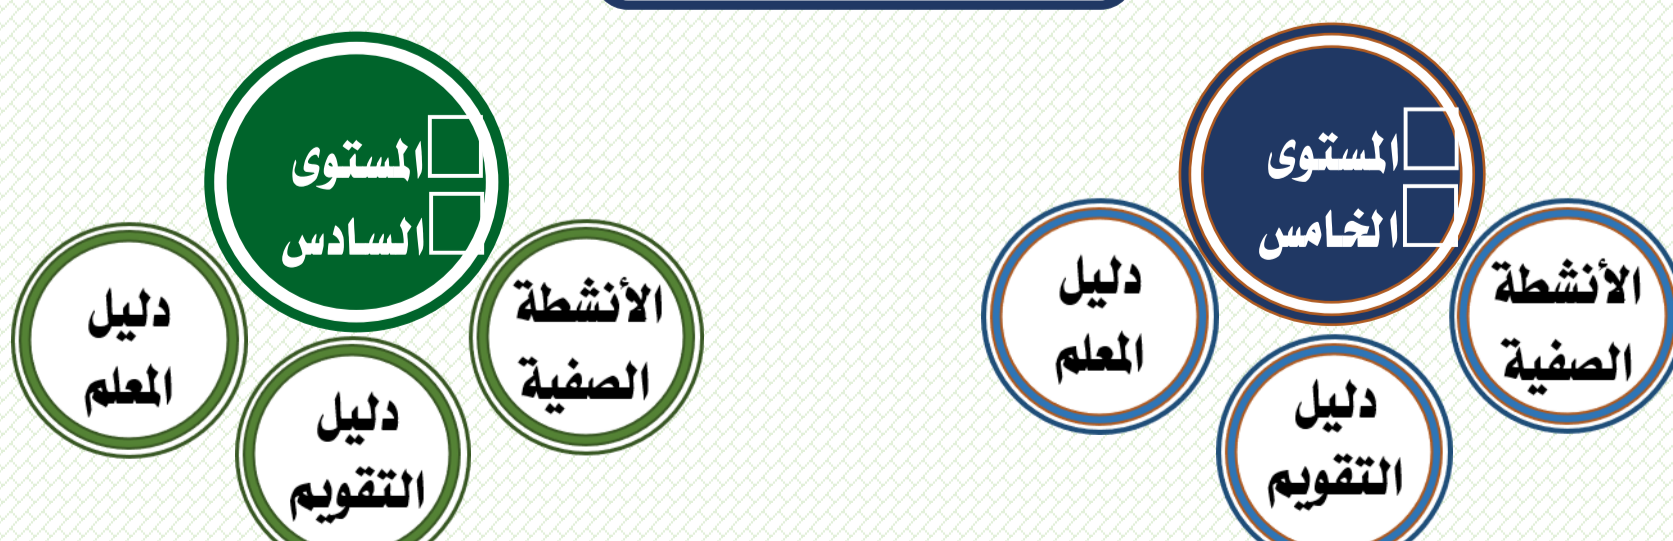 المستوى
الخامس
الأنشطة
الصفية
دليل
التقويم
دليل
المعلم
المستوى
السادس
الأنشطة
الصفية
دليل
التقويم
دليل
المعلم